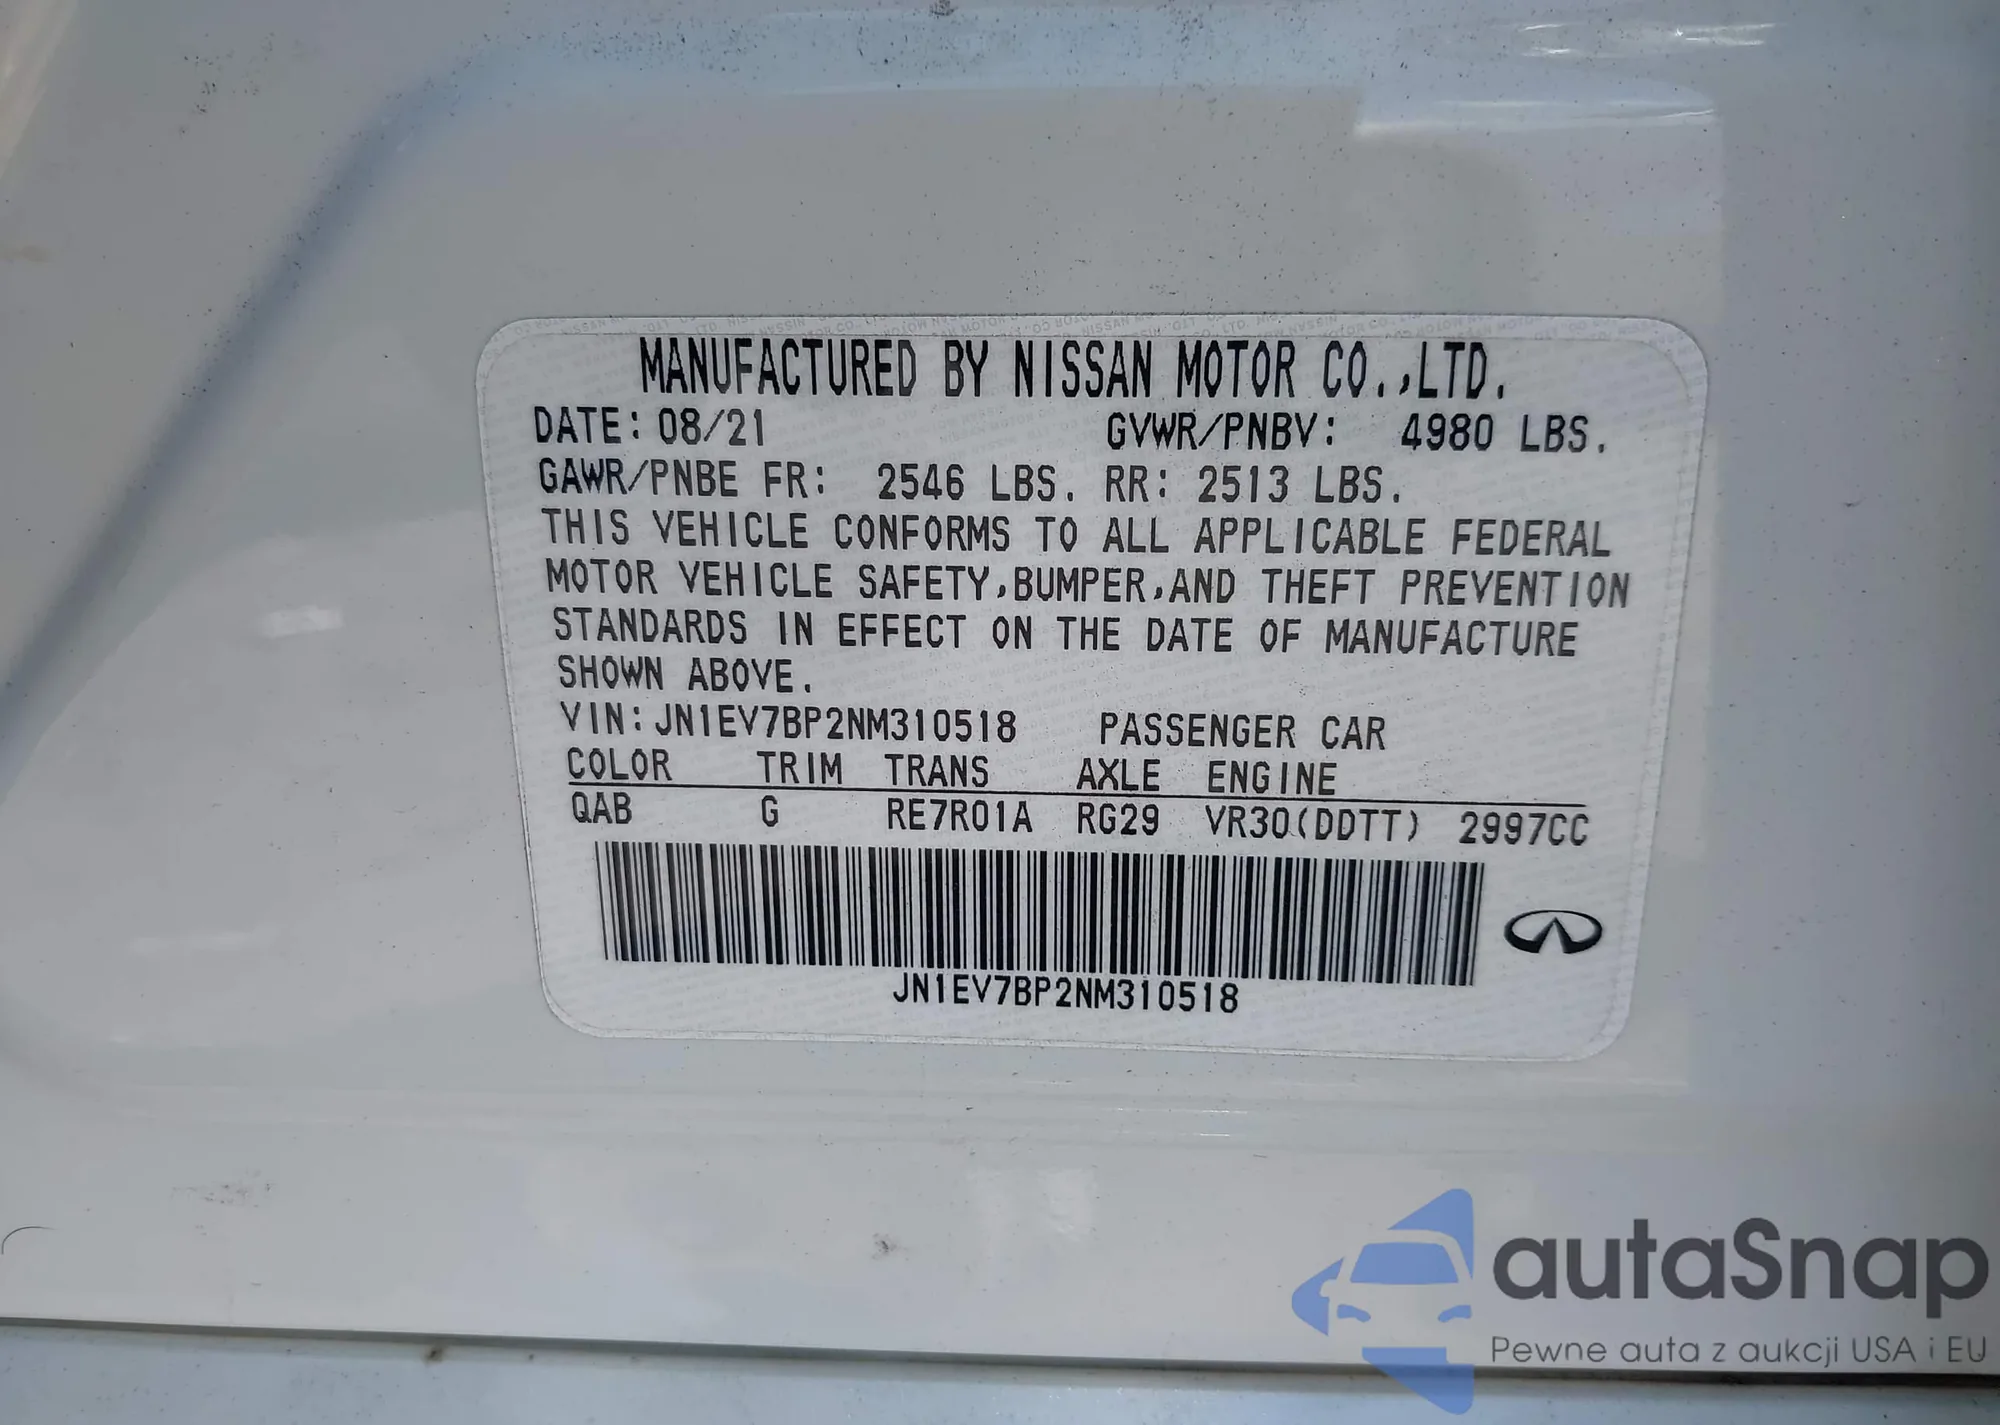 MANUFACTURED BY NISSAN MOTOR CO.,LTD.
DATE: 08/21 GVWR/PNBV: 4980 LBS.
GAWR/PNBE FR: 2546 LBS. RR: 2513 LBS.
THIS VEHICLE CONFORMS TO ALL APPLICABLE FEDERAL
MOTOR VEHICLE SAFETY,BUMPER,AND THEFT PREVENTION
STANDARDS IN EFFECT ON THE DATE OF MANUFACTURE
SHOWN ABOVE.
VIN:JN1EV7BP2NM310518 PASSENGER CAR
COLOR TRIM TRANS AXLE ENGINE
QAB G RE7R01A RG29 VR30(DDTT) 2997CC
JN1EV7BP2NM310518
autaSnap
Pewne auta z aukcji USA i EU